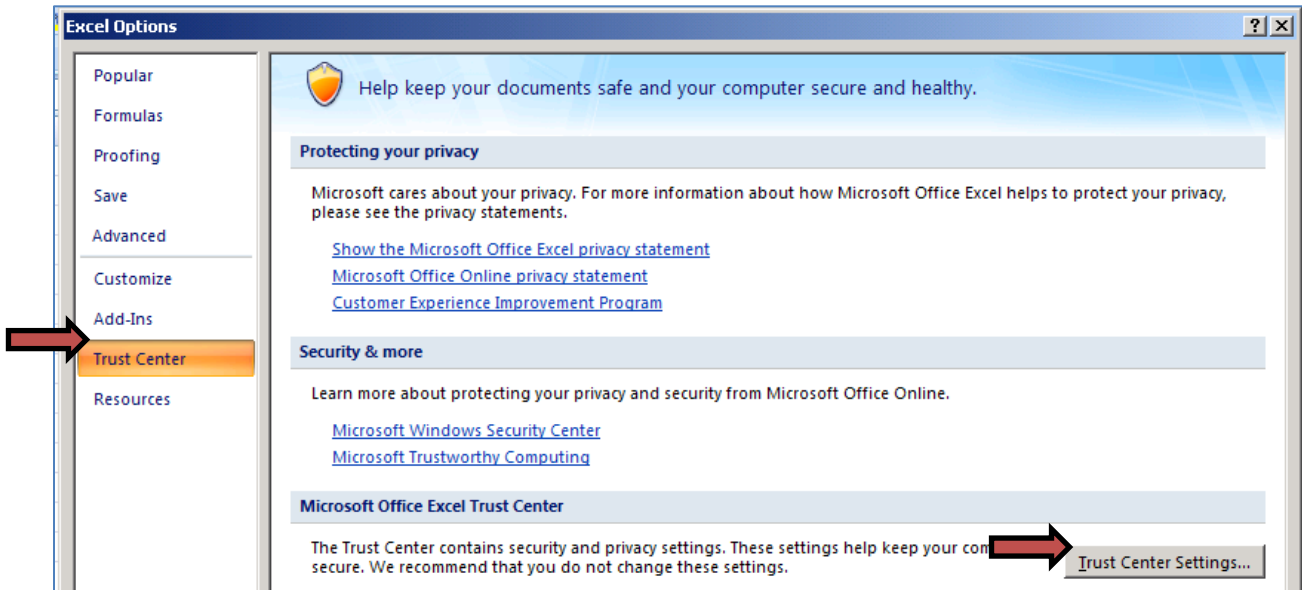 Excel Options
Popular
Formulas
Proofing
Save
Advanced
Customize
Add-Ins
Trust Center
Resources
Help keep your documents safe and your computer secure and healthy.
Protecting your privacy
Microsoft cares about your privacy. For more information about how Microsoft Office Excel helps to protect your privacy,
please see the privacy statements.
Show the Microsoft Office Excel privacy statement
Microsoft Office Online privacy statement
Customer Experience Improvement Program
Security & more
Learn more about protecting your privacy and security from Microsoft Office Online.
Microsoft Windows Security Center
Microsoft Trustworthy Computing
Microsoft Office Excel Trust Center
The Trust Center contains security and privacy settings. These settings help keep your
secure. We recommend that you do not change these settings.
Trust Center Settings...